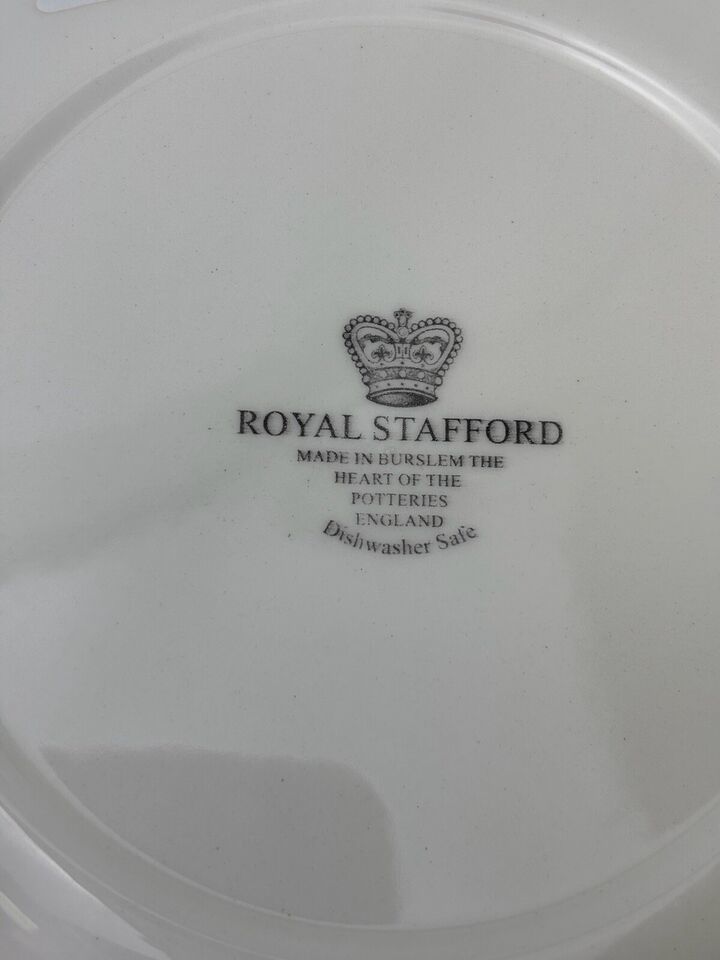 ROYAL STAFFORD
MADE IN BURSLEM THE
HEART OF THE
POTTERIES
ENGLAND
Dishwasher Safe